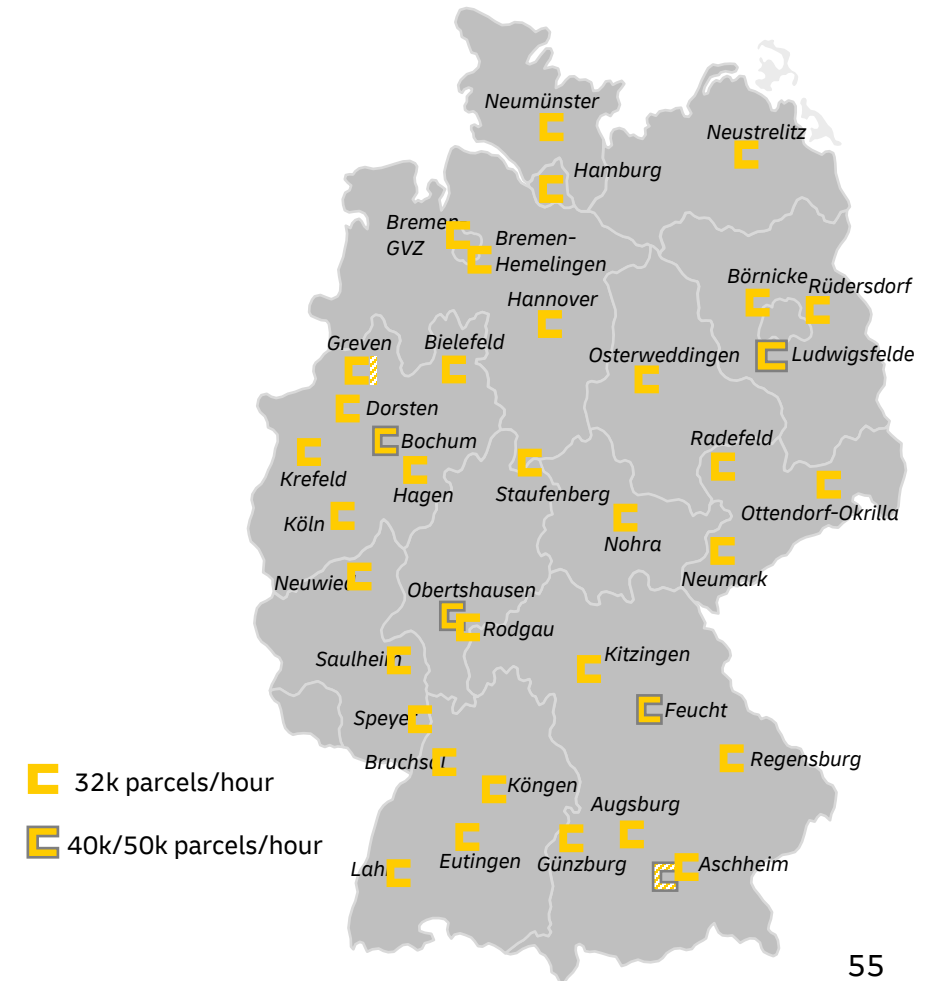 Neumünster
Neustrelitz
Hamburg
Bremen
GVZ
Bremen-
Hemelingen
Börnicke
Rüdersdorf
Hannover
Greven
Bielefeld
Osterweddingen
Ludwigsfelde
Dorsten
Bochum
Radefeld
Krefeld
Hagen
Staufenberg
Ottendorf-Okrilla
Köln
Nohra
Neumark
Neuwied
Obertshausen
Rodgau
Saulheim
Kitzingen
Speyer
Feucht
Bruchsal
Regensburg
32k parcels/hour
Köngen
Augsburg
40k/50k parcels/hour
Eutingen
Günzburg
Aschheim
Lahr
55